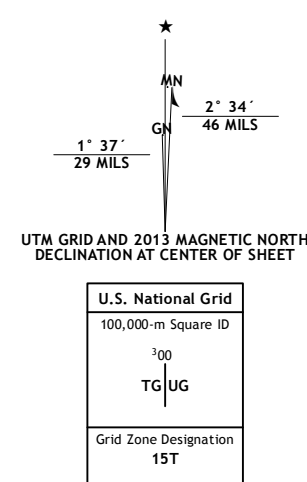 ★
MN
GN
2° 34´
46 MILS
1° 37´
29 MILS
UTM GRID AND 2013 MAGNETIC NORTH
DECLINATION AT CENTER OF SHEET
U.S. National Grid
100,000-m Square ID
³00
TG UG
Grid Zone Designation
15T